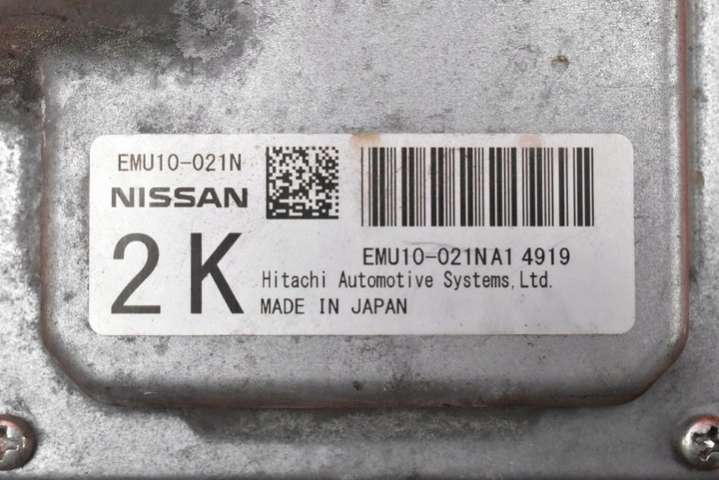 EMU10-021N
NISSAN
2K
EMU10-021NA1 4919
Hitachi Automotive Systems,Ltd.
MADE IN JAPAN